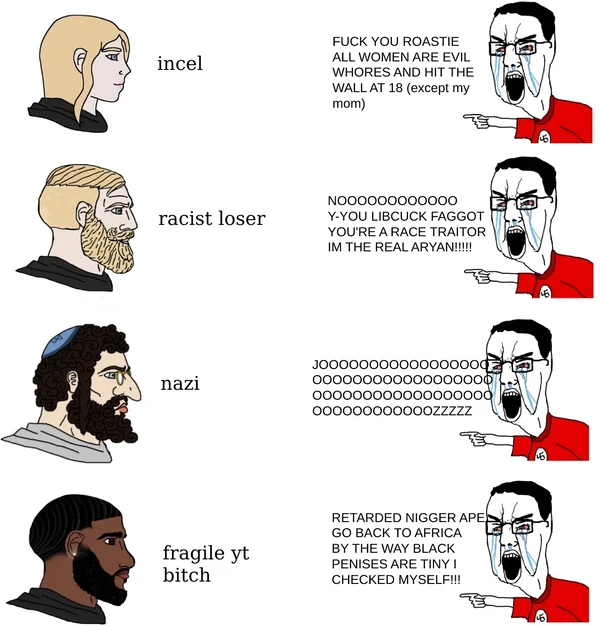 incel
FUCK YOU ROASTIE
ALL WOMEN ARE EVIL
WHORES AND HIT THE
WALL AT 18 (except my
mom)
racist loser
NOOOOOOOOOOOO
Y-YOU LIBCUCK FAGGOT
YOU'RE A RACE TRAITOR
IM THE REAL ARYAN!!!!!
nazi
JOOOOOOOOOOOOOOOOO
OOOOOOOOOOOOOOOOOO
OOOOOOOOOOOOOOOOOO
OOOOOOOOOOOOZZZZZ
fragile yt
bitch
RETARDED NIGGER APE
GO BACK TO AFRICA
BY THE WAY BLACK
PENISES ARE TINY I
CHECKED MYSELF!!!